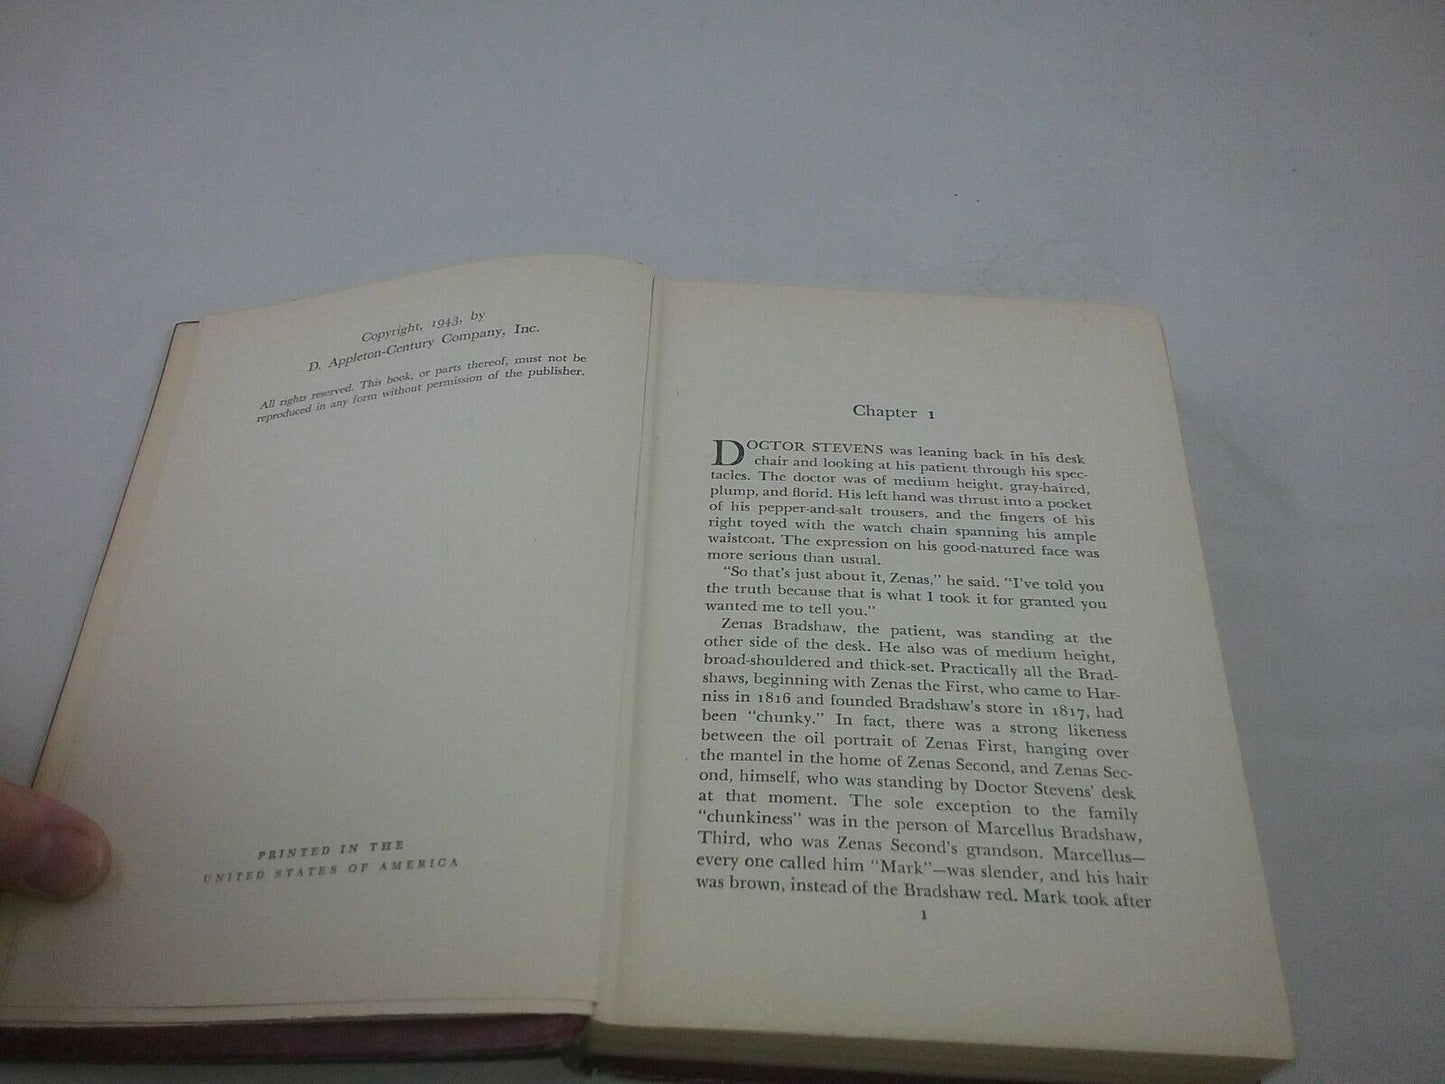 Copyright, 1943, by
D. Appleton-Century Company, Inc.
All rights reserved. This book, or parts thereof, must not be
reproduced in any form without permission of the publisher.
PRINTED IN THE
UNITED STATES OF AMERICA
Chapter 1
DOCTOR STEVENS was leaning back in his desk
chair and looking at his patient through his spec-
tacles. The doctor was of medium height, gray-haired,
plump, and florid. His left hand was thrust into a pocket
of his pepper-and-salt trousers, and the fingers of his
right toyed with the watch chain spanning his ample
waistcoat. The expression on his good-natured face was
more serious than usual.
"So that's just about it, Zenas," he said. "I've told you
the truth because that is what I took it for granted you
wanted me to tell you."
Zenas Bradshaw, the patient, was standing at the
other side of the desk. He also was of medium height,
broad-shouldered and thick-set. Practically all the Brad-
shaws, beginning with Zenas the First, who came to Har-
niss in 1816 and founded Bradshaw's store in 1817, had
been "chunky." In fact, there was a strong likeness
between the oil portrait of Zenas First, hanging over
the mantel in the home of Zenas Second, and Zenas Sec-
ond, himself, who was standing by Doctor Stevens' desk
at that moment. The sole exception to the family
"chunkiness" was in the person of Marcellus Bradshaw,
Third, who was Zenas Second's grandson. Marcellus—
every one called him "Mark"—was slender, and his hair
was brown, instead of the Bradshaw red. Mark took after
1